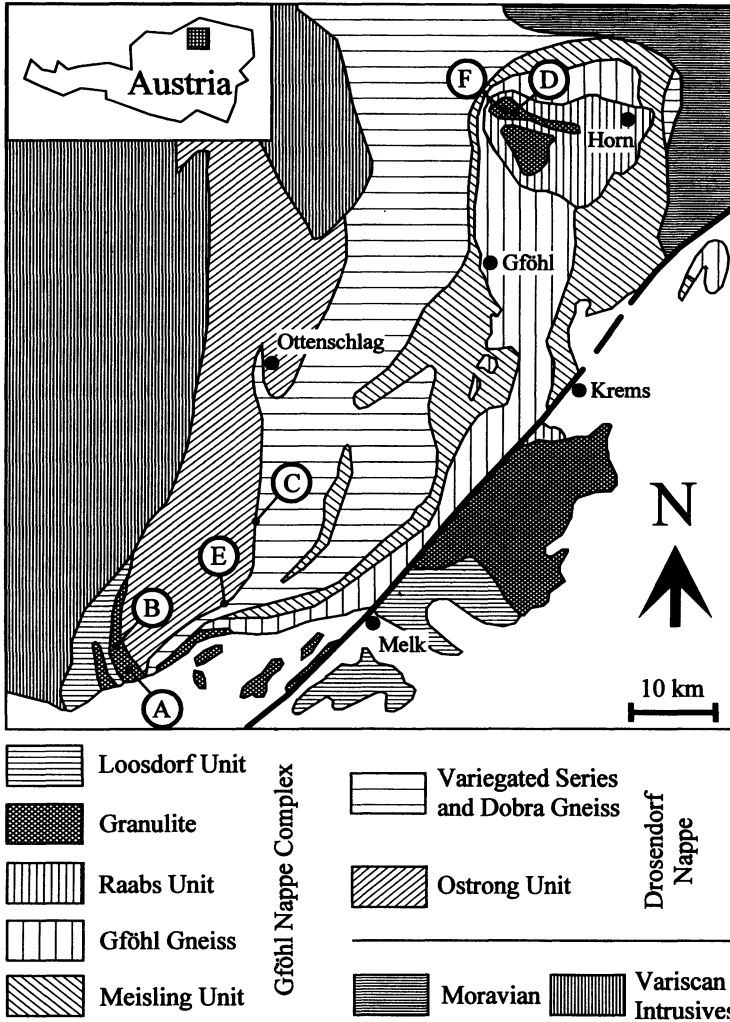 Austria
F
D
Horn
Gföhl
Ottenschlag
Krems
C
N
E
B
Melk
A
10 km
Loosdorf Unit
Granulite
Raabs Unit
Gföhl Gneiss
Meisling Unit
Gföhl Nappe Complex
Variegated Series
and Dobra Gneiss
Ostrong Unit
Drosendorf
Nappe
Moravian
Variscan
Intrusives